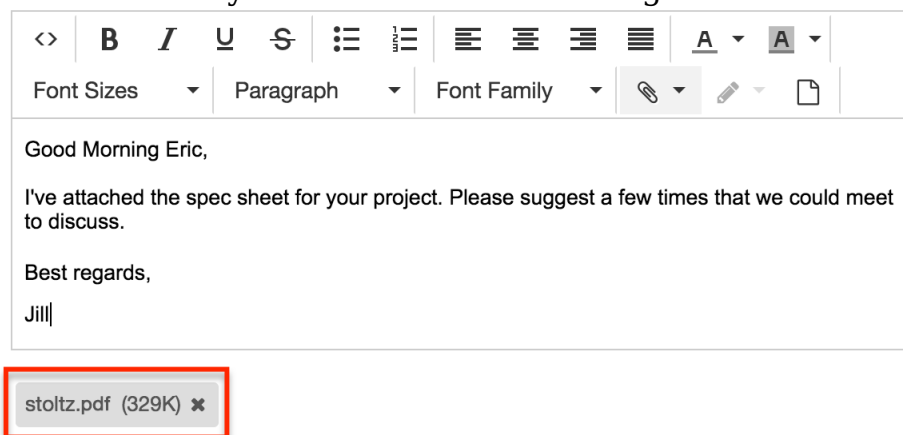 B I U S A A
Font Sizes Paragraph Font Family
Good Morning Eric,
I've attached the spec sheet for your project. Please suggest a few times that we could meet
to discuss.
Best regards,
Jill
stoltz.pdf (329K) ✖